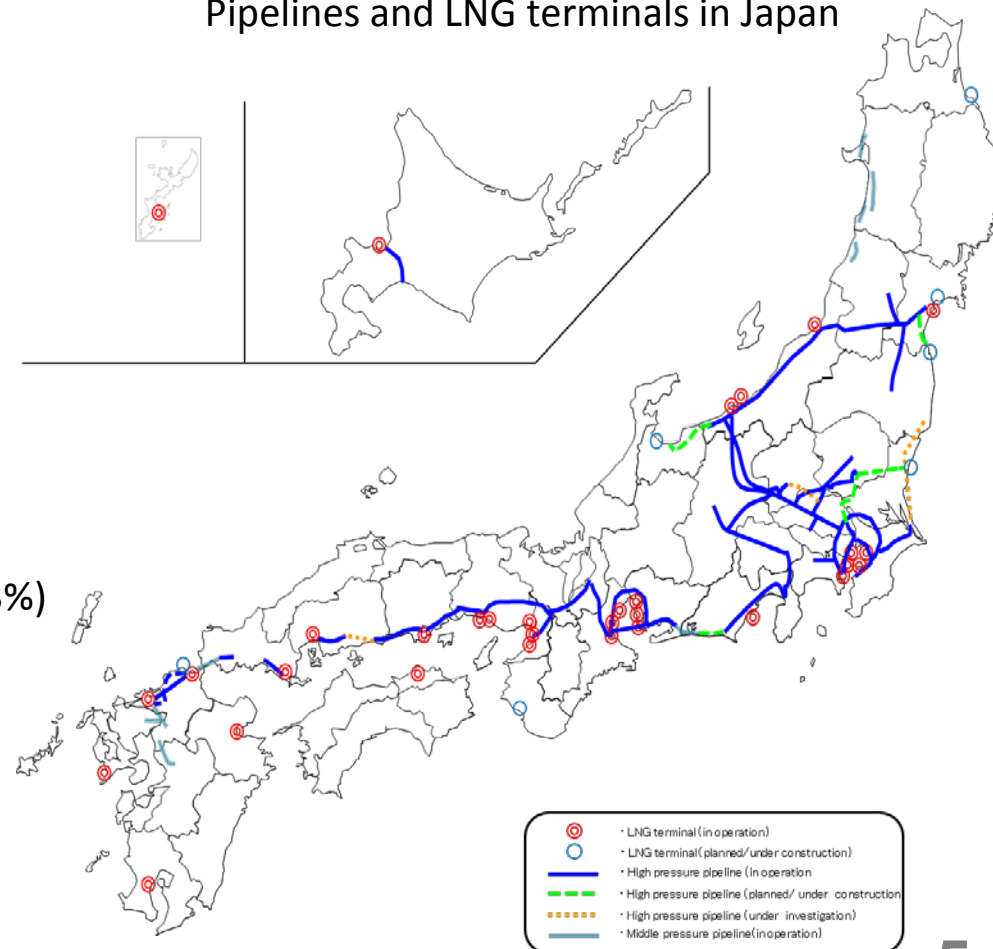 Pipelines and LNG terminals in Japan
%)
・LNG terminal (in operation)
・LNG terminal (planned/under construction)
・High pressure pipeline (in operation
・High pressure pipeline (planned/ under construction
・High pressure pipeline (under investigation)
・Middle pressure pipeline(in operation)